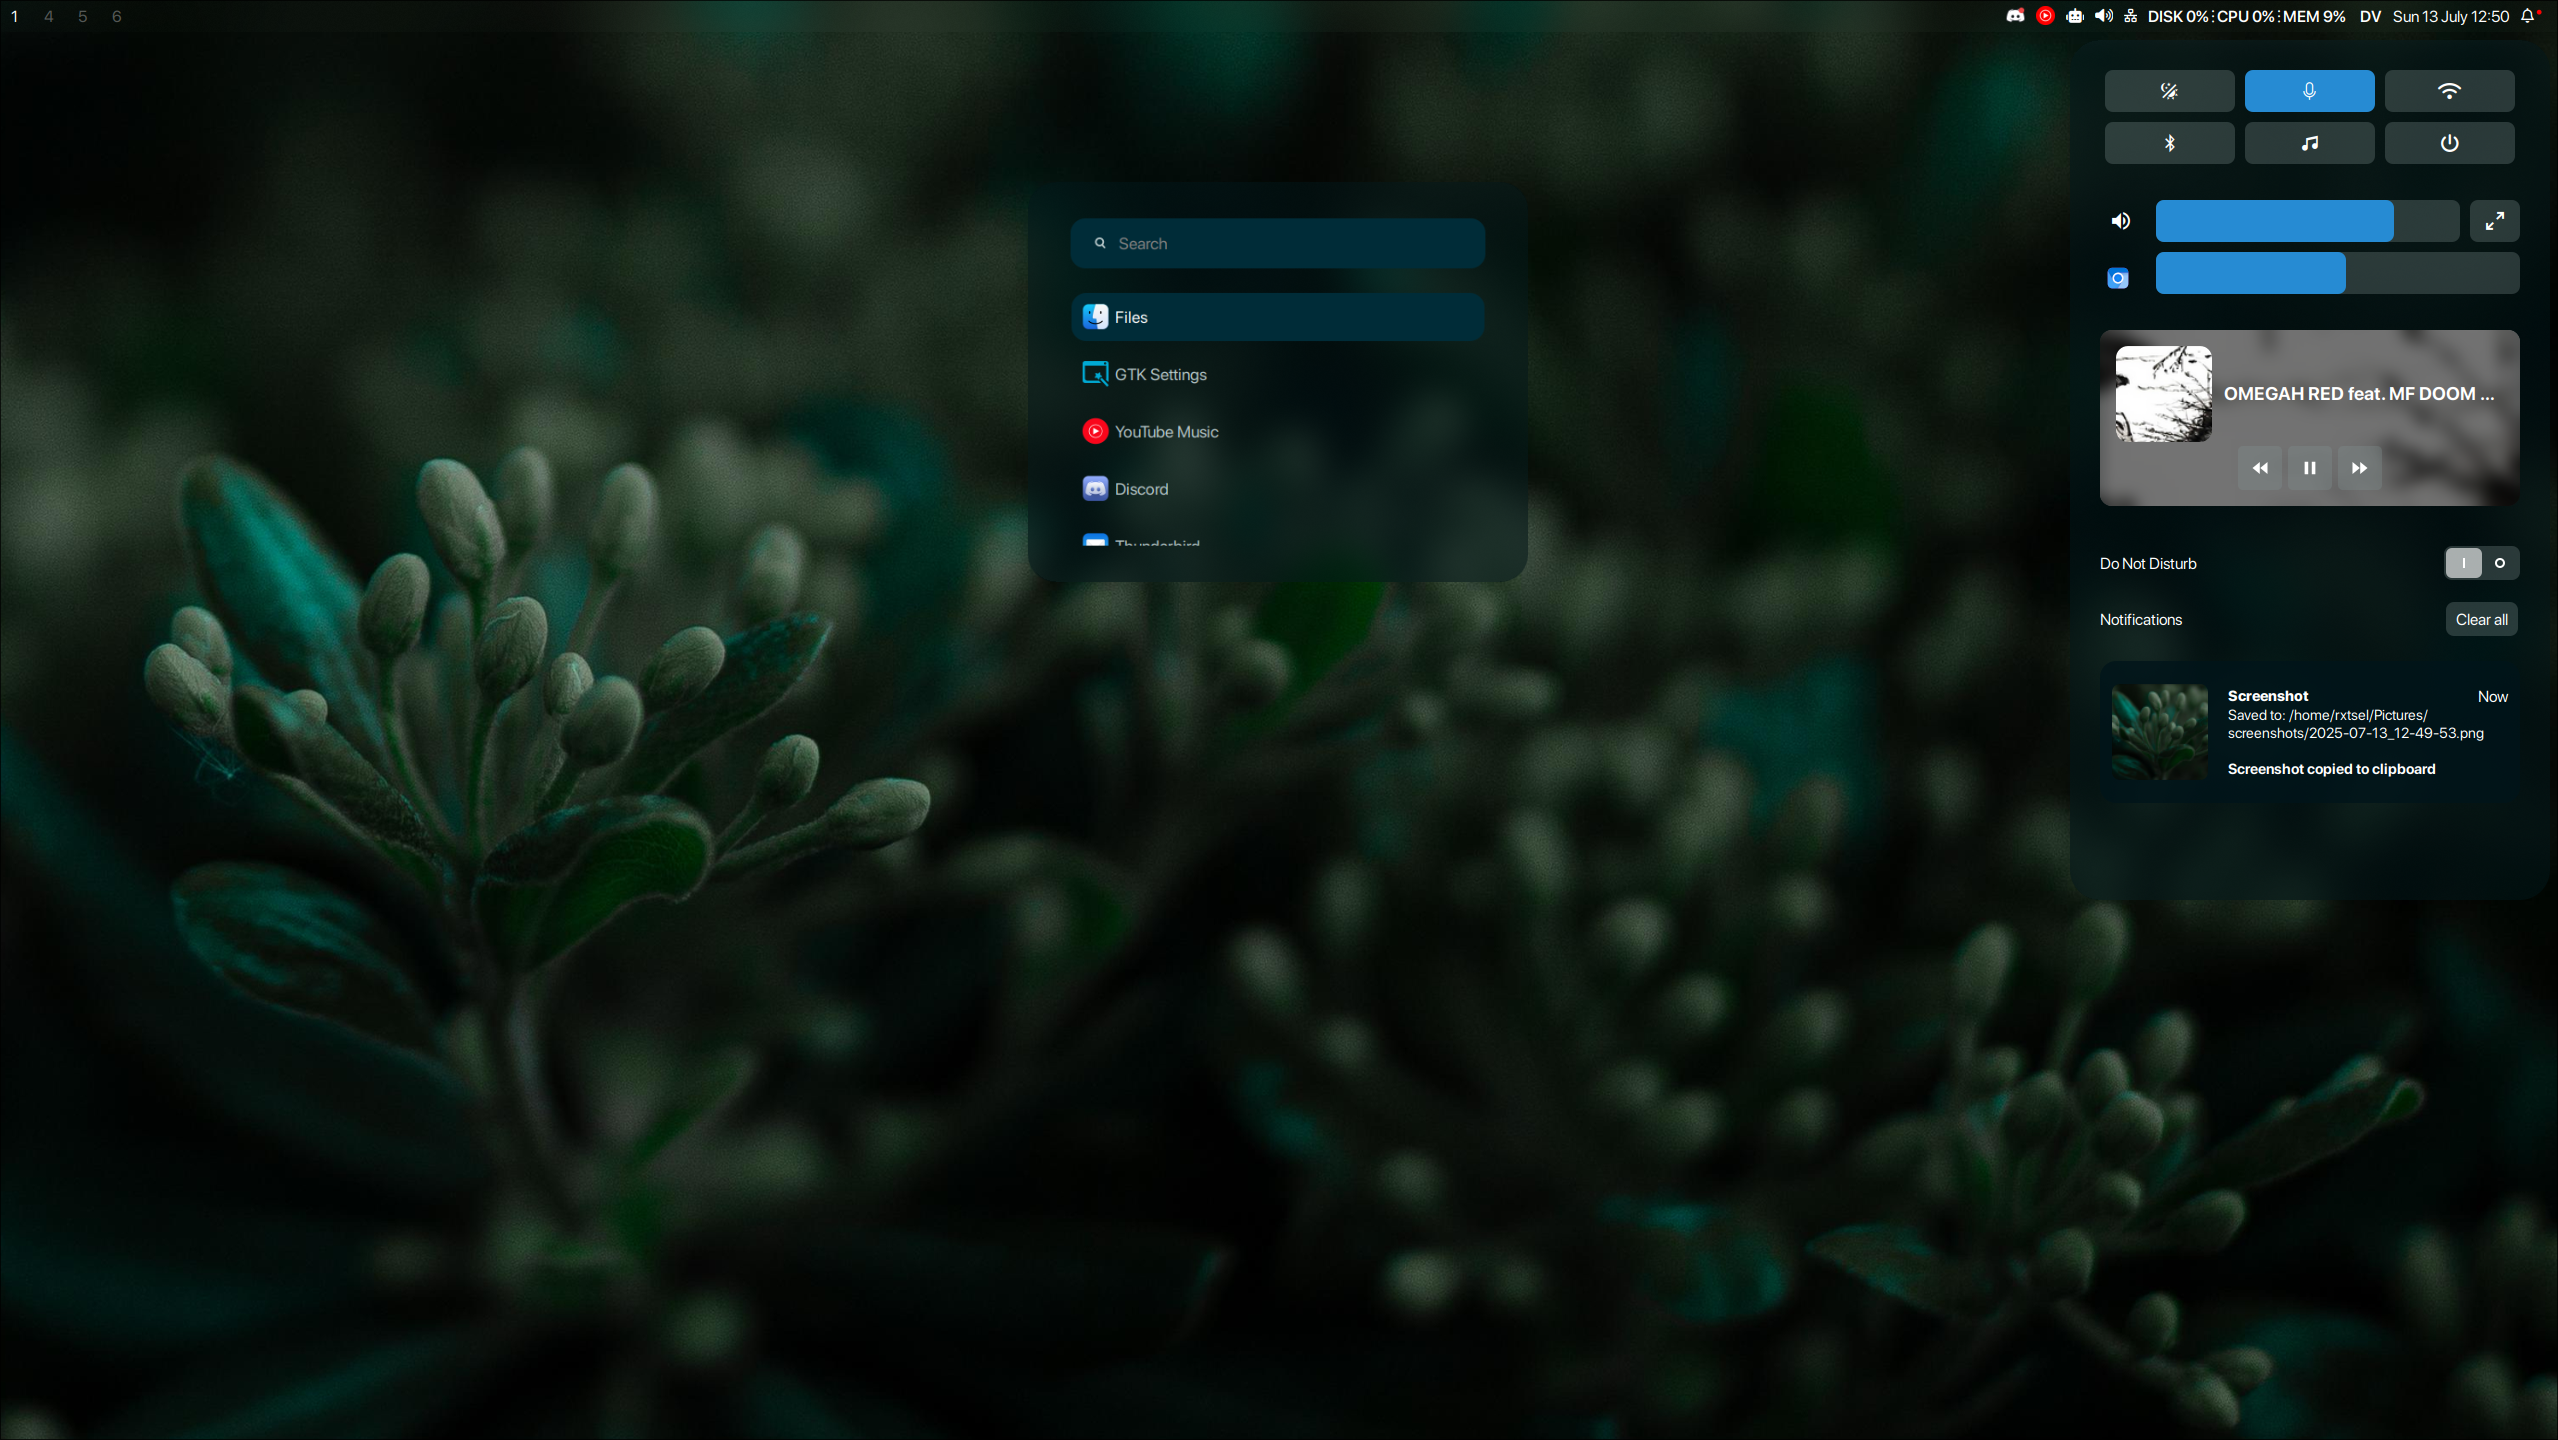 1 4 5 6
DISK 0% CPU 0% MEM 9% DV Sun 13 July 12:50
Search
Files
GTK Settings
YouTube Music
Discord
Thunderbird
OMEGAH RED feat. MF DOOM ...
Do Not Disturb
Notifications Clear all
Screenshot Now
Saved to: /home/rxtsel/Pictures/
screenshots/2025-07-13_12-49-53.png
Screenshot copied to clipboard